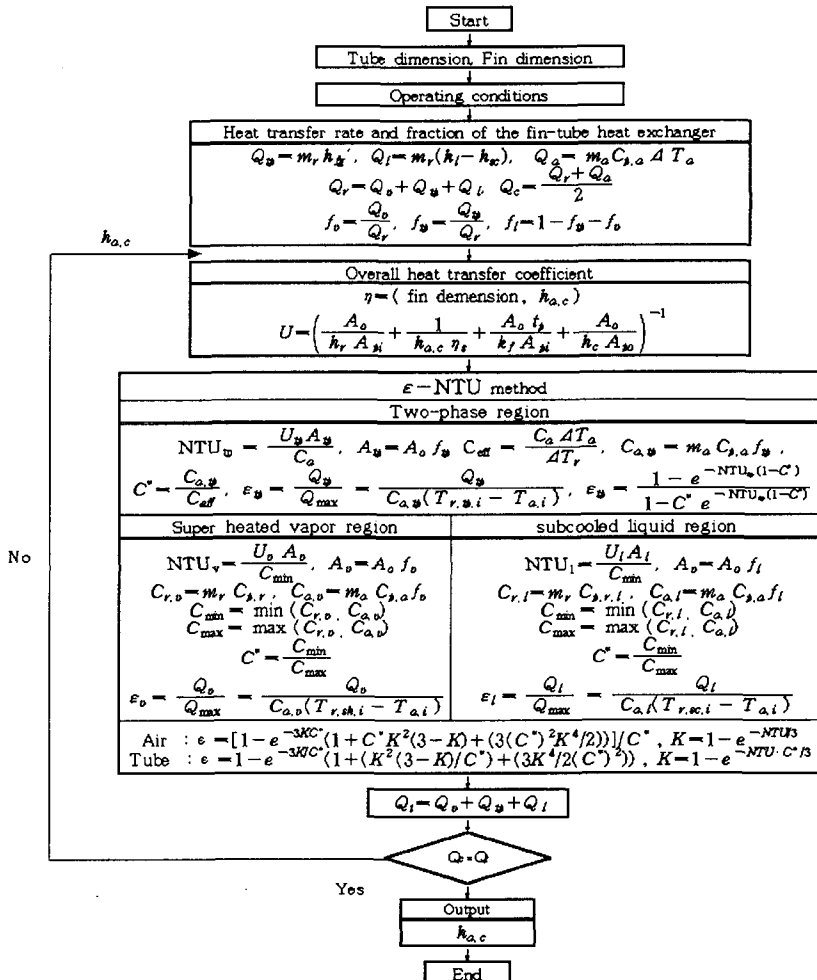 Start
Tube dimension, Fin dimension
Operating conditions
Heat transfer rate and fraction of the fin-tube heat exchanger
Q_tp = m_r h_fg, Q_l = m_r(h_l − h_sc), Q_a = m_a C_p,a ΔT_a
Q_r = Q_v + Q_tp + Q_l, Q_c = (Q_r + Q_a)/2
f_v = Q_v/Q_r, f_tp = Q_tp/Q_r, f_l = 1 − f_tp − f_v
h_a,c
Overall heat transfer coefficient
η = ( fin demension, h_a,c )
U = (A_o/(h_r A_pi) + 1/(h_a,c η_s) + A_o t_p/(k_f A_pi) + A_o/(h_c A_po))^−1
ε−NTU method
Two-phase region
NTU_tp = U_tp A_tp/C_a, A_tp = A_o f_tp C_eff = C_a ΔT_a/ΔT_r, C_a,tp = m_a C_p,a f_tp,
C* = C_a,tp/C_eff, ε_tp = Q_tp/Q_max = Q_tp/(C_a,tp(T_r,tp,i − T_a,i)), ε_tp = (1 − e^−NTU_tp(1−C*))/(1 − C* e^−NTU_tp(1−C*))
Super heated vapor region
NTU_v = U_v A_v/C_min, A_v = A_o f_v
C_r,v = m_r C_p,r, C_a,v = m_a C_p,a f_v
C_min = min (C_r,v, C_a,v)
C_max = max (C_r,v, C_a,v)
C* = C_min/C_max
ε_v = Q_v/Q_max = Q_v/(C_a,v(T_r,sh,i − T_a,i))
subcooled liquid region
NTU_l = U_l A_l/C_min, A_v = A_o f_l
C_r,l = m_r C_p,r,l, C_a,l = m_a C_p,a f_l
C_min = min (C_r,l, C_a,l)
C_max = max (C_r,l, C_a,l)
C* = C_min/C_max
ε_l = Q_l/Q_max = Q_l/(C_a,l(T_r,sc,i − T_a,i))
Air : ε = [1 − e^−3KC*(1 + C*K²(3 − K) + (3(C*)²K⁴/2))]/C*, K = 1 − e^−NTU/3
Tube : ε = 1 − e^−3K/C*(1 + (K²(3 − K)/C*) + (3K⁴/2(C*)²)), K = 1 − e^−NTU·C*/3
Q_t = Q_v + Q_tp + Q_l
No
Q_c = Q_t
Yes
Output
h_a,c
End